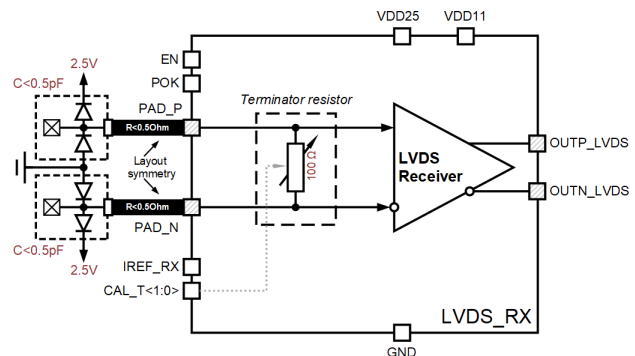 VDD25
VDD11
2.5V
EN
C<0.5pF
POK
PAD_P
Terminator resistor
R<0.5Ohm
Layout
symmetry
100 Ω
LVDS
Receiver
OUTP_LVDS
OUTN_LVDS
R<0.5Ohm
PAD_N
C<0.5pF
2.5V
IREF_RX
CAL_T<1:0>
LVDS_RX
GND